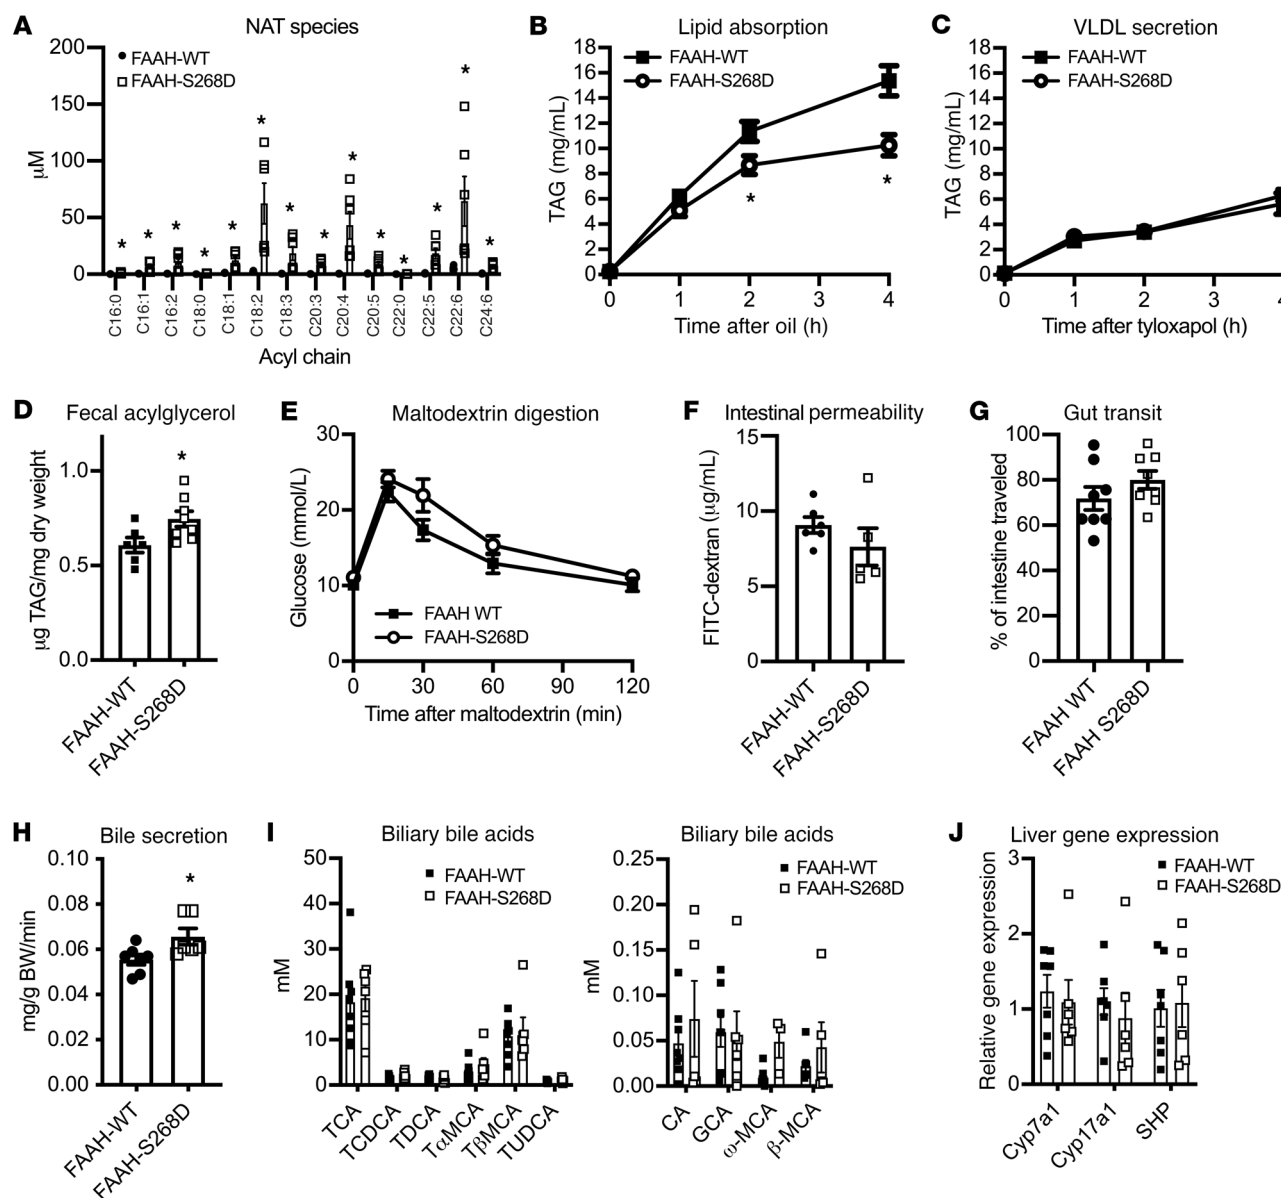 A
NAT species
200
150
100
50
0
µM
FAAH-WT
FAAH-S268D
* * * * * * * * * * * * * *
C16:0 C16:1 C16:2 C18:0 C18:1 C18:2 C18:3 C20:3 C20:4 C20:5 C22:0 C22:5 C22:6 C24:6
Acyl chain
B
Lipid absorption
18
16
14
12
10
8
6
4
2
0
TAG (mg/mL)
FAAH-WT
FAAH-S268D
* *
0 1 2 3 4
Time after oil (h)
C
VLDL secretion
18
16
14
12
10
8
6
4
2
0
TAG (mg/mL)
FAAH-WT
FAAH-S268D
0 1 2 3 4
Time after tyloxapol (h)
D
Fecal acylglycerol
1.0
0.5
0.0
µg TAG/mg dry weight
*
FAAH-WT
FAAH-S268D
E
Maltodextrin digestion
30
20
10
0
Glucose (mmol/L)
FAAH WT
FAAH-S268D
0 30 60 90 120
Time after maltodextrin (min)
F
Intestinal permeability
15
10
5
0
FITC-dextran (µg/mL)
FAAH-WT
FAAH-S268D
G
Gut transit
100
80
60
40
20
0
% of intestine traveled
FAAH WT
FAAH S268D
H
Bile secretion
0.10
0.08
0.06
0.04
0.02
0.00
mg/g BW/min
*
FAAH-WT
FAAH-S268D
I
Biliary bile acids
50
40
30
20
10
0
mM
FAAH-WT
FAAH-S268D
TCA TCDCA TDCA TαMCA TβMCA TUDCA
Biliary bile acids
0.25
0.20
0.15
0.10
0.05
0.00
mM
FAAH-WT
FAAH-S268D
CA GCA ω-MCA β-MCA
J
Liver gene expression
3
2
1
0
Relative gene expression
FAAH-WT
FAAH-S268D
Cyp7a1 Cyp17a1 SHP